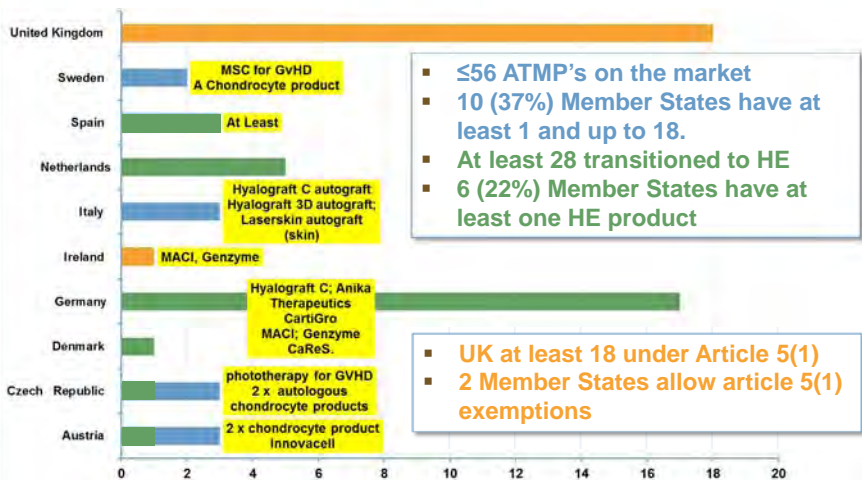 United Kingdom
Sweden
MSC for GvHD
A Chondrocyte product
Spain
At Least
Netherlands
Italy
Hyalograft C autograft
Hyalograft 3D autograft;
Laserskin autograft
(skin)
Ireland
MACI, Genzyme
Germany
Hyalograft C; Anika
Therapeutics
CartiGro
MACI; Genzyme
CaReS.
Denmark
Czech Republic
phototherapy for GVHD
2 x autologous
chondrocyte products
Austria
2 x chondrocyte product
innovacell
0 2 4 6 8 10 12 14 16 18 20
▪ ≤56 ATMP's on the market
▪ 10 (37%) Member States have at
least 1 and up to 18.
▪ At least 28 transitioned to HE
▪ 6 (22%) Member States have at
least one HE product
▪ UK at least 18 under Article 5(1)
▪ 2 Member States allow article 5(1)
exemptions